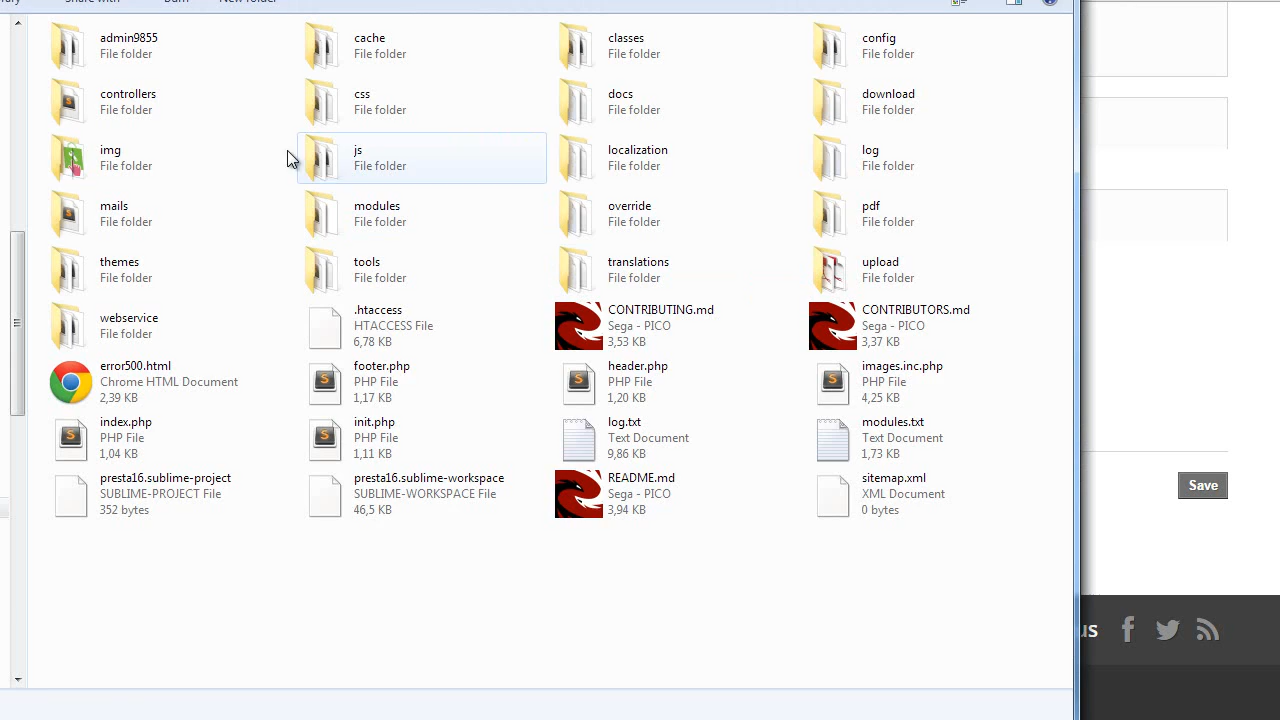 admin9855
File folder
cache
File folder
classes
File folder
config
File folder
controllers
File folder
css
File folder
docs
File folder
download
File folder
img
File folder
js
File folder
localization
File folder
log
File folder
mails
File folder
modules
File folder
override
File folder
pdf
File folder
themes
File folder
tools
File folder
translations
File folder
upload
File folder
webservice
File folder
.htaccess
HTACCESS File
6,78 KB
CONTRIBUTING.md
Sega - PICO
3,53 KB
CONTRIBUTORS.md
Sega - PICO
3,37 KB
error500.html
Chrome HTML Document
2,39 KB
footer.php
PHP File
1,17 KB
header.php
PHP File
1,20 KB
images.inc.php
PHP File
4,25 KB
index.php
PHP File
1,04 KB
init.php
PHP File
1,11 KB
log.txt
Text Document
9,86 KB
modules.txt
Text Document
1,73 KB
presta16.sublime-project
SUBLIME-PROJECT File
352 bytes
presta16.sublime-workspace
SUBLIME-WORKSPACE File
46,5 KB
README.md
Sega - PICO
3,94 KB
sitemap.xml
XML Document
0 bytes
Save
us